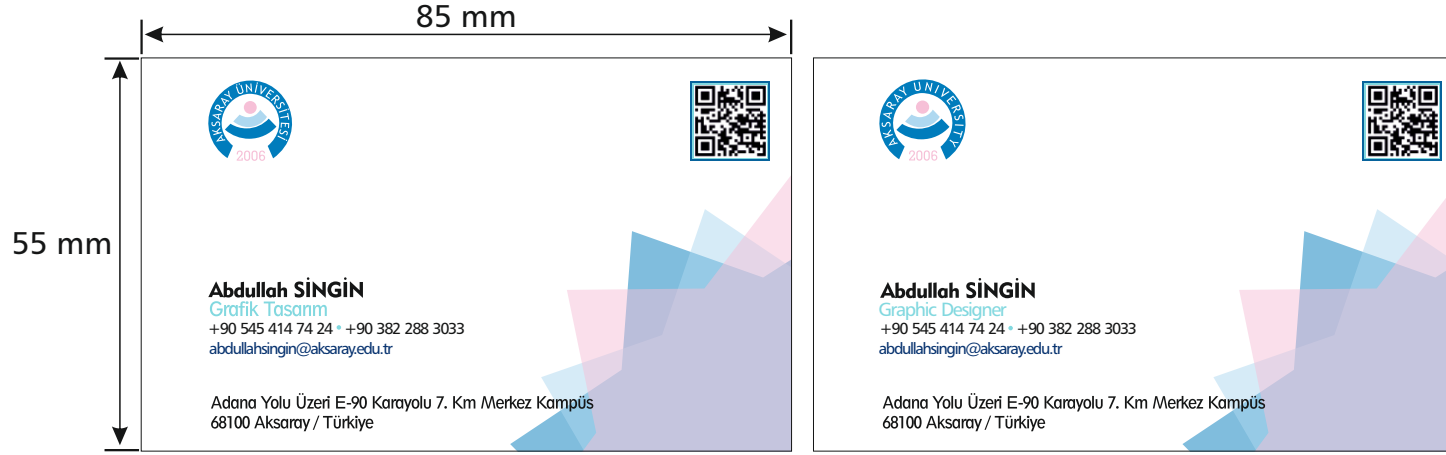 85 mm
55 mm
AKSARAY ÜNİVERSİTESİ
2006
Abdullah SİNGİN
Grafik Tasarım
+90 545 414 74 24 • +90 382 288 3033
abdullahsingin@aksaray.edu.tr
Adana Yolu Üzeri E-90 Karayolu 7. Km Merkez Kampüs
68100 Aksaray / Türkiye
AKSARAY UNIVERSITY
2006
Abdullah SİNGİN
Graphic Designer
+90 545 414 74 24 • +90 382 288 3033
abdullahsingin@aksaray.edu.tr
Adana Yolu Üzeri E-90 Karayolu 7. Km Merkez Kampüs
68100 Aksaray / Türkiye